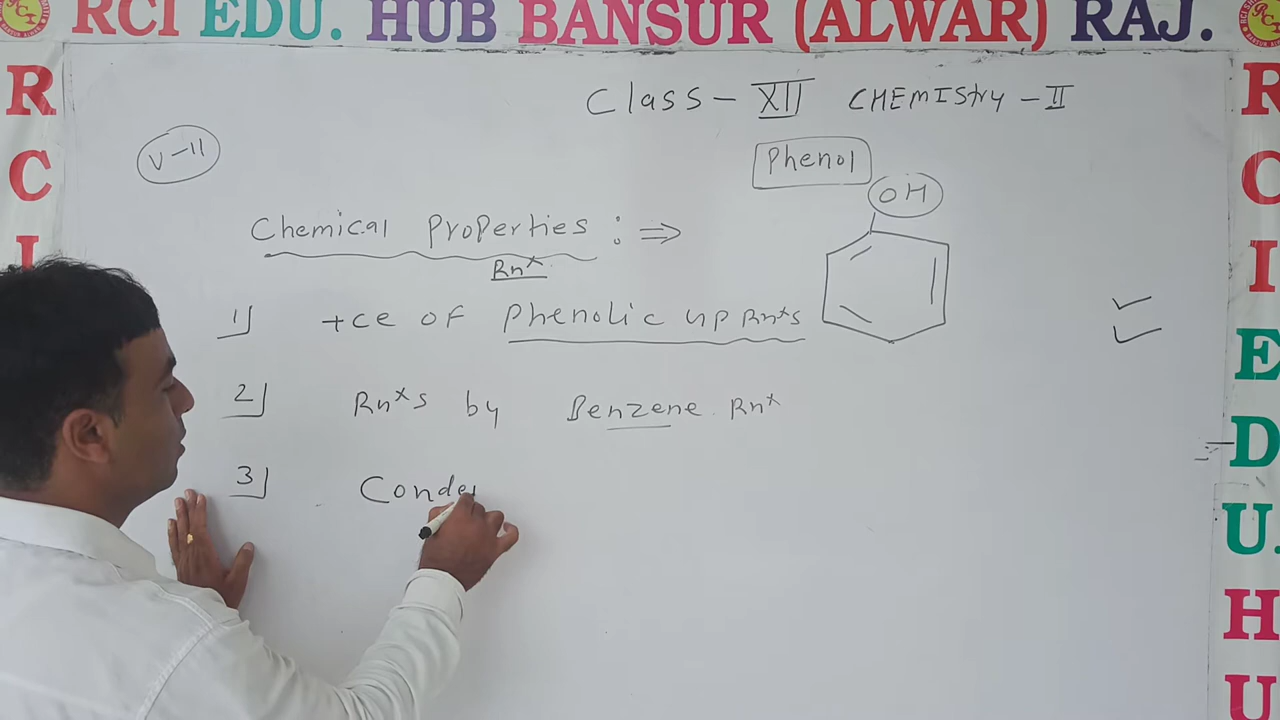 RCI EDU. HUB BANSUR (ALWAR) RAJ.
R
C
I
R
C
I
E
D
U.
H
U
Class - XII CHEMIStry - II
V-11
Phenol
OH
Chemical Properties : ⇒
Rnˣ
1] +ce OF Phenolic up Rnˣs
2] Rnˣs by Benzene Rnˣ
3] Conde